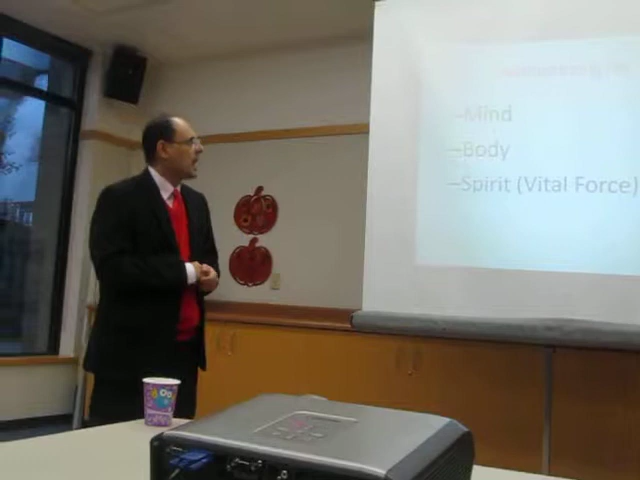 –Mind
–Body
–Spirit (Vital Force)